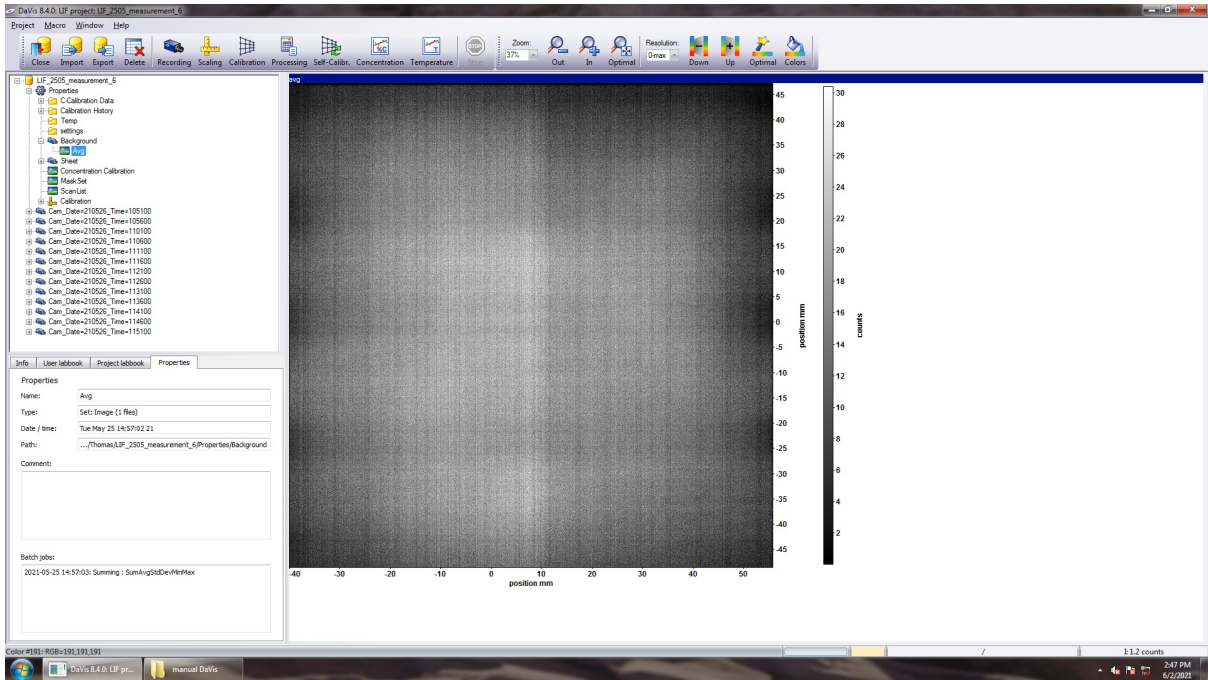 DaVis 8.4.0: LIF project: LIF_2505_measurement_6
Project Macro Window Help
Close Import Export Delete Recording Scaling Calibration Processing Self-Calibr. Concentration Temperature Stop Zoom: 37% Out In Optimal Resolution: 0-max Down Up Optimal Colors
LIF_2505_measurement_6
Properties
C-Calibration Data
Calibration History
Temp
settings
Background
Avg
Sheet
Concentration Calibration
MaskSet
ScanList
Calibration
Cam_Date=210526_Time=105100
Cam_Date=210526_Time=105600
Cam_Date=210526_Time=110100
Cam_Date=210526_Time=110600
Cam_Date=210526_Time=111100
Cam_Date=210526_Time=111600
Cam_Date=210526_Time=112100
Cam_Date=210526_Time=112600
Cam_Date=210526_Time=113100
Cam_Date=210526_Time=113600
Cam_Date=210526_Time=114100
Cam_Date=210526_Time=114600
Cam_Date=210526_Time=115100
Info User labbook Project labbook Properties
Properties
Name: Avg
Type: Set: Image (1 files)
Date / time: Tue May 25 14:57:02 21
Path: .../Thomas/LIF_2505_measurement_6/Properties/Background
Comment:
Batch jobs:
2021-05-25 14:57:03: Summing : SumAvgStdDevMinMax
avg
45
40
35
30
25
20
15
10
5
0
-5
-10
-15
-20
-25
-30
-35
-40
-45
position mm
30
28
26
24
22
20
18
16
14
12
10
8
6
4
2
counts
-40 -30 -20 -10 0 10 20 30 40 50
position mm
Color #191: RGB=191,191,191
/
1:1.2 counts
DaVis 8.4.0: LIF pr...
manual DaVis
2:47 PM
6/2/2021